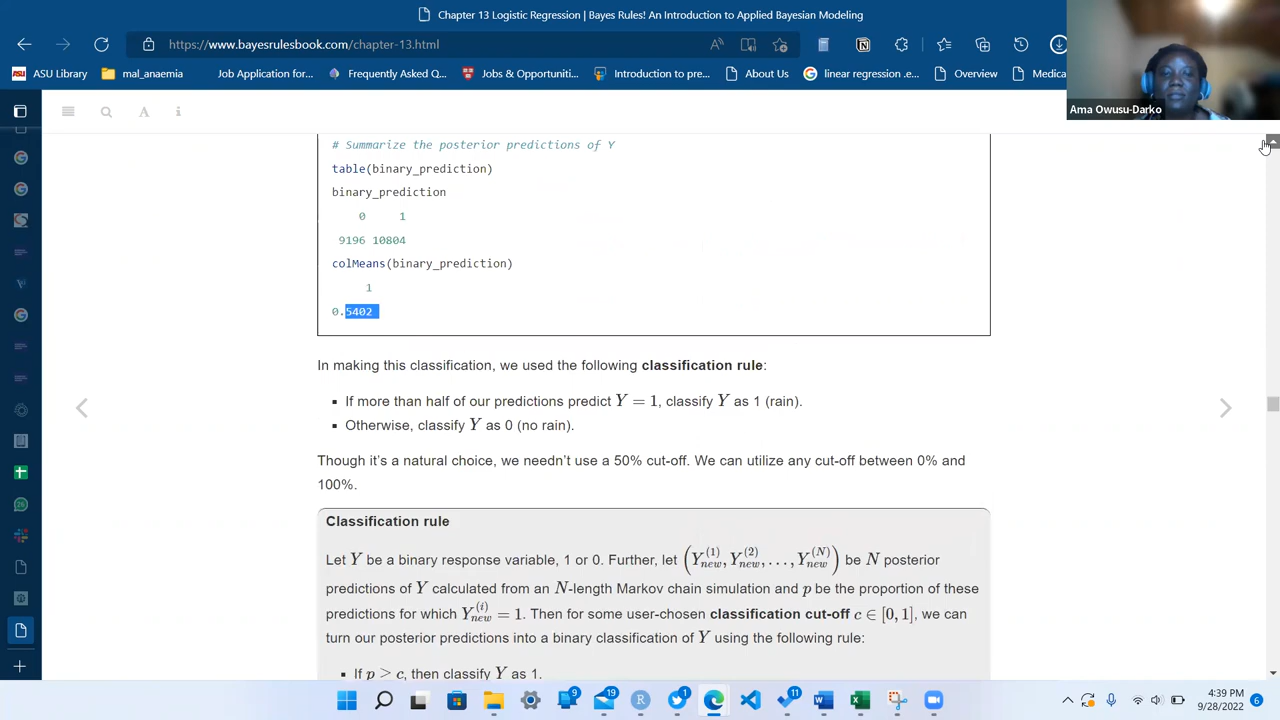 Chapter 13 Logistic Regression | Bayes Rules! An Introduction to Applied Bayesian Modeling
https://www.bayesrulesbook.com/chapter-13.html
ASU Library mal_anaemia Job Application for... Frequently Asked Q... Jobs & Opportuniti... Introduction to pre... About Us linear regression .e... Overview Medica
Ama Owusu-Darko
# Summarize the posterior predictions of Y
table(binary_prediction)
binary_prediction
0 1
9196 10804
colMeans(binary_prediction)
1
0.5402
In making this classification, we used the following classification rule:
If more than half of our predictions predict Y = 1, classify Y as 1 (rain).
Otherwise, classify Y as 0 (no rain).
Though it's a natural choice, we needn't use a 50% cut-off. We can utilize any cut-off between 0% and
100%.
Classification rule
Let Y be a binary response variable, 1 or 0. Further, let (Y_new^(1), Y_new^(2), . . . , Y_new^(N)) be N posterior
predictions of Y calculated from an N-length Markov chain simulation and p be the proportion of these
predictions for which Y_new^(i) = 1. Then for some user-chosen classification cut-off c ∈ [0, 1], we can
turn our posterior predictions into a binary classification of Y using the following rule:
If p ≥ c, then classify Y as 1.
9 19 1 11
4:39 PM
9/28/2022 6